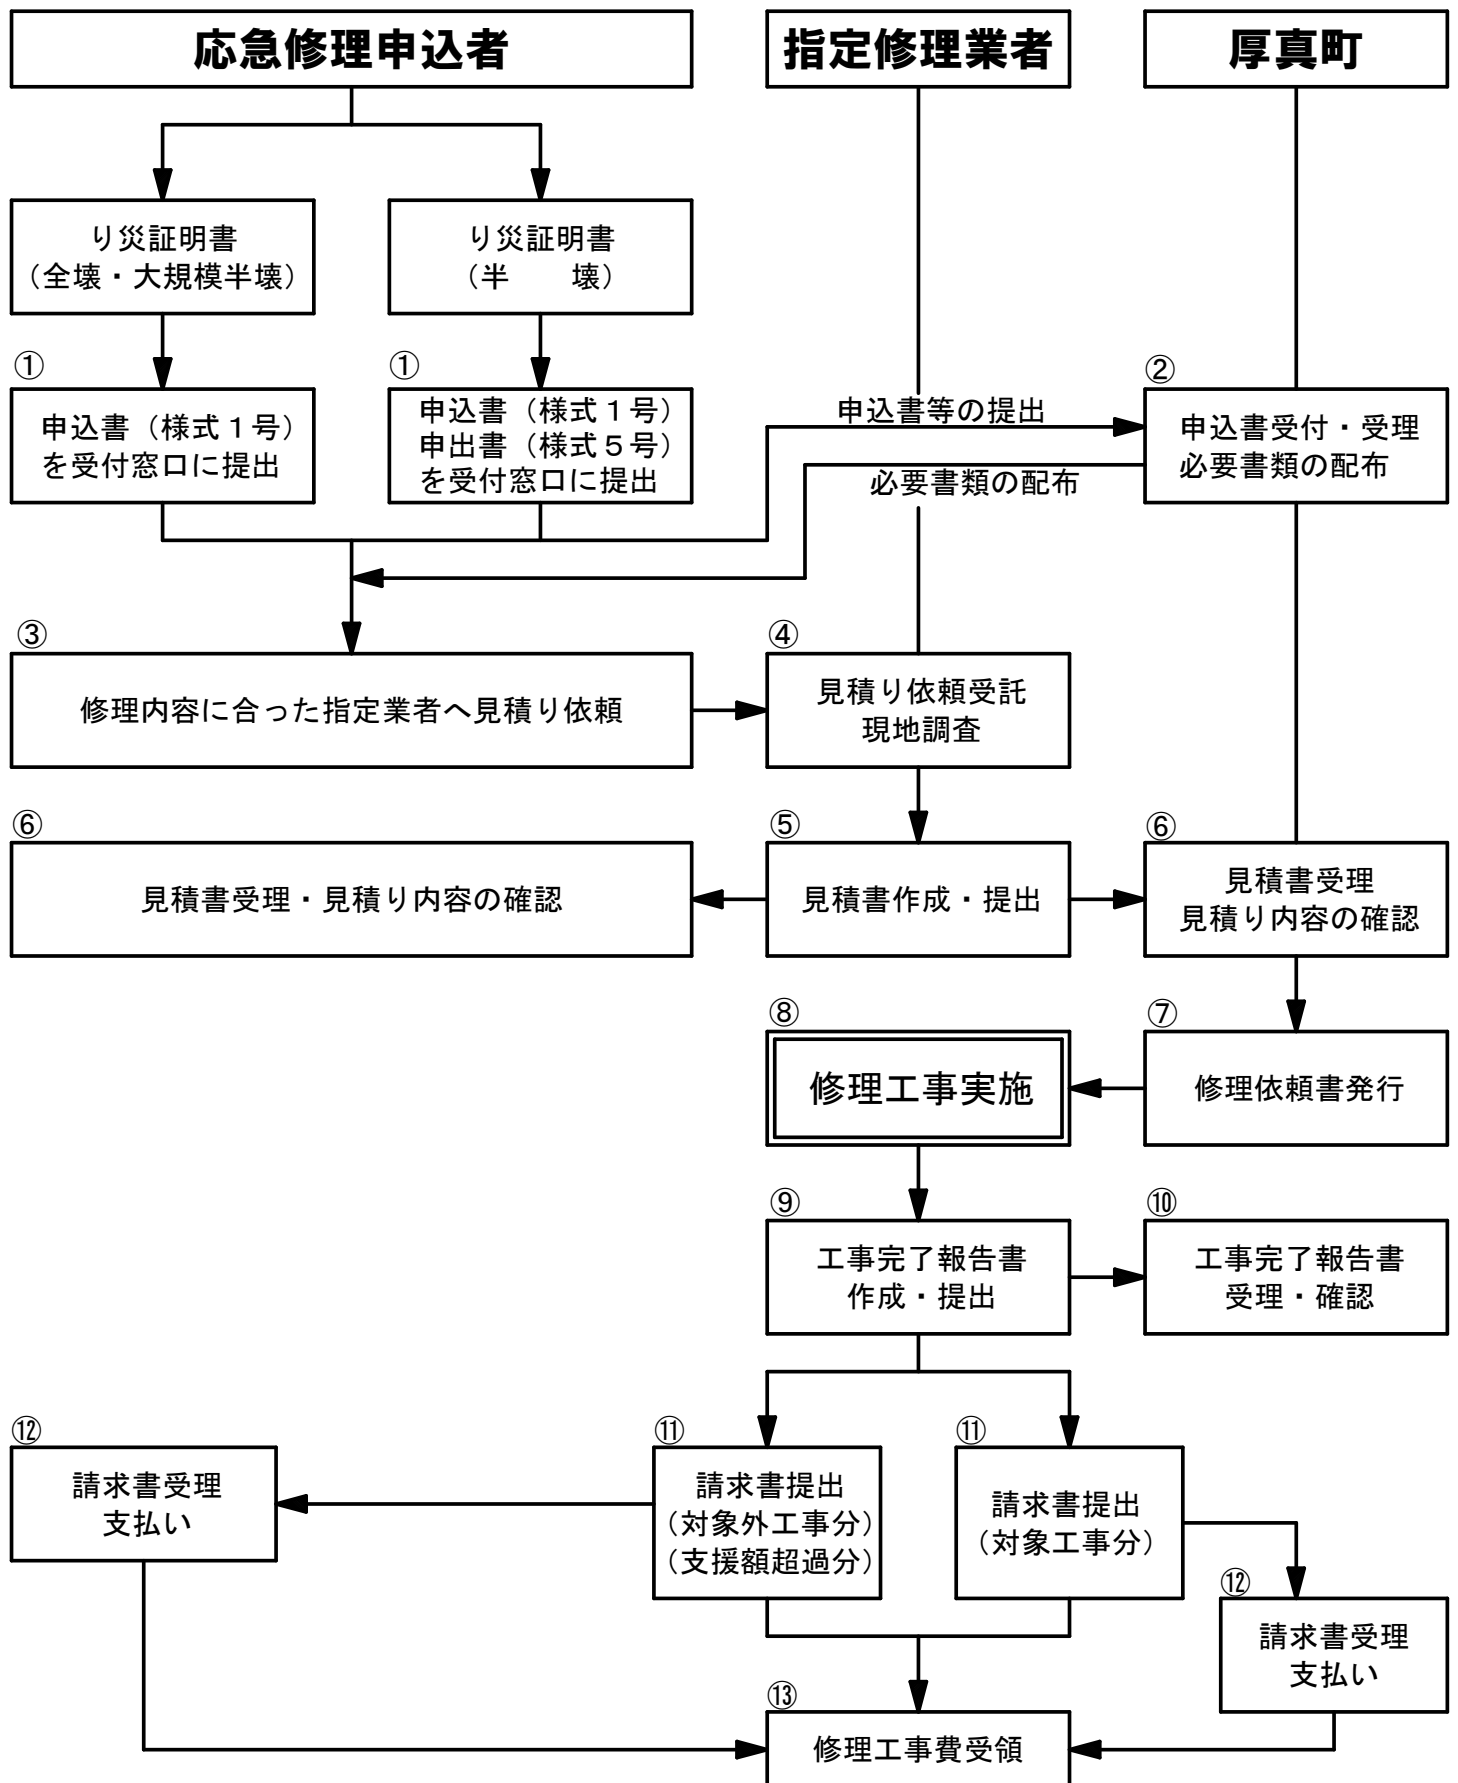 応急修理申込者
指定修理業者
厚真町
り災証明書
(全壊・大規模半壊)
り災証明書
(半　　壊)
①
申込書（様式１号）
を受付窓口に提出
①
申込書（様式１号）
申出書（様式５号）
を受付窓口に提出
申込書等の提出
必要書類の配布
②
申込書受付・受理
必要書類の配布
③
修理内容に合った指定業者へ見積り依頼
④
見積り依頼受託
現地調査
⑥
見積書受理・見積り内容の確認
⑤
見積書作成・提出
⑥
見積書受理
見積り内容の確認
⑧
修理工事実施
⑦
修理依頼書発行
⑨
工事完了報告書
作成・提出
⑩
工事完了報告書
受理・確認
⑫
請求書受理
支払い
⑪
請求書提出
(対象外工事分)
(支援額超過分)
⑪
請求書提出
(対象工事分)
⑫
請求書受理
支払い
⑬
修理工事費受領